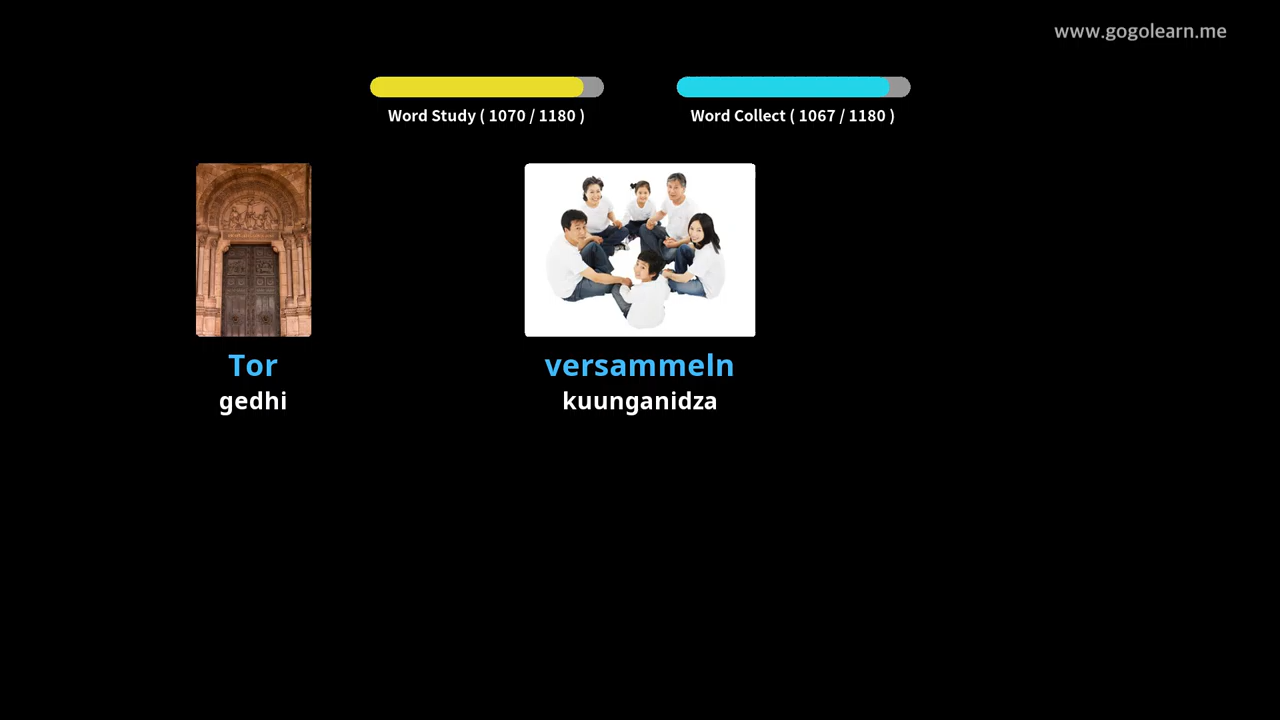 www.gogolearn.me
Word Study ( 1070 / 1180 )
Word Collect ( 1067 / 1180 )
Tor
gedhi
versammeln
kuunganidza